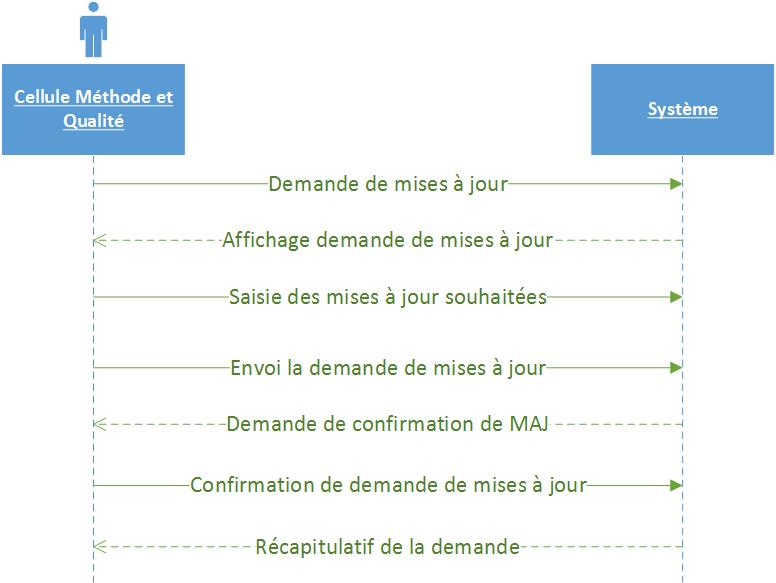 Cellule Méthode et
Qualité
Système
Demande de mises à jour
Affichage demande de mises à jour
Saisie des mises à jour souhaitées
Envoi la demande de mises à jour
Demande de confirmation de MAJ
Confirmation de demande de mises à jour
Récapitulatif de la demande